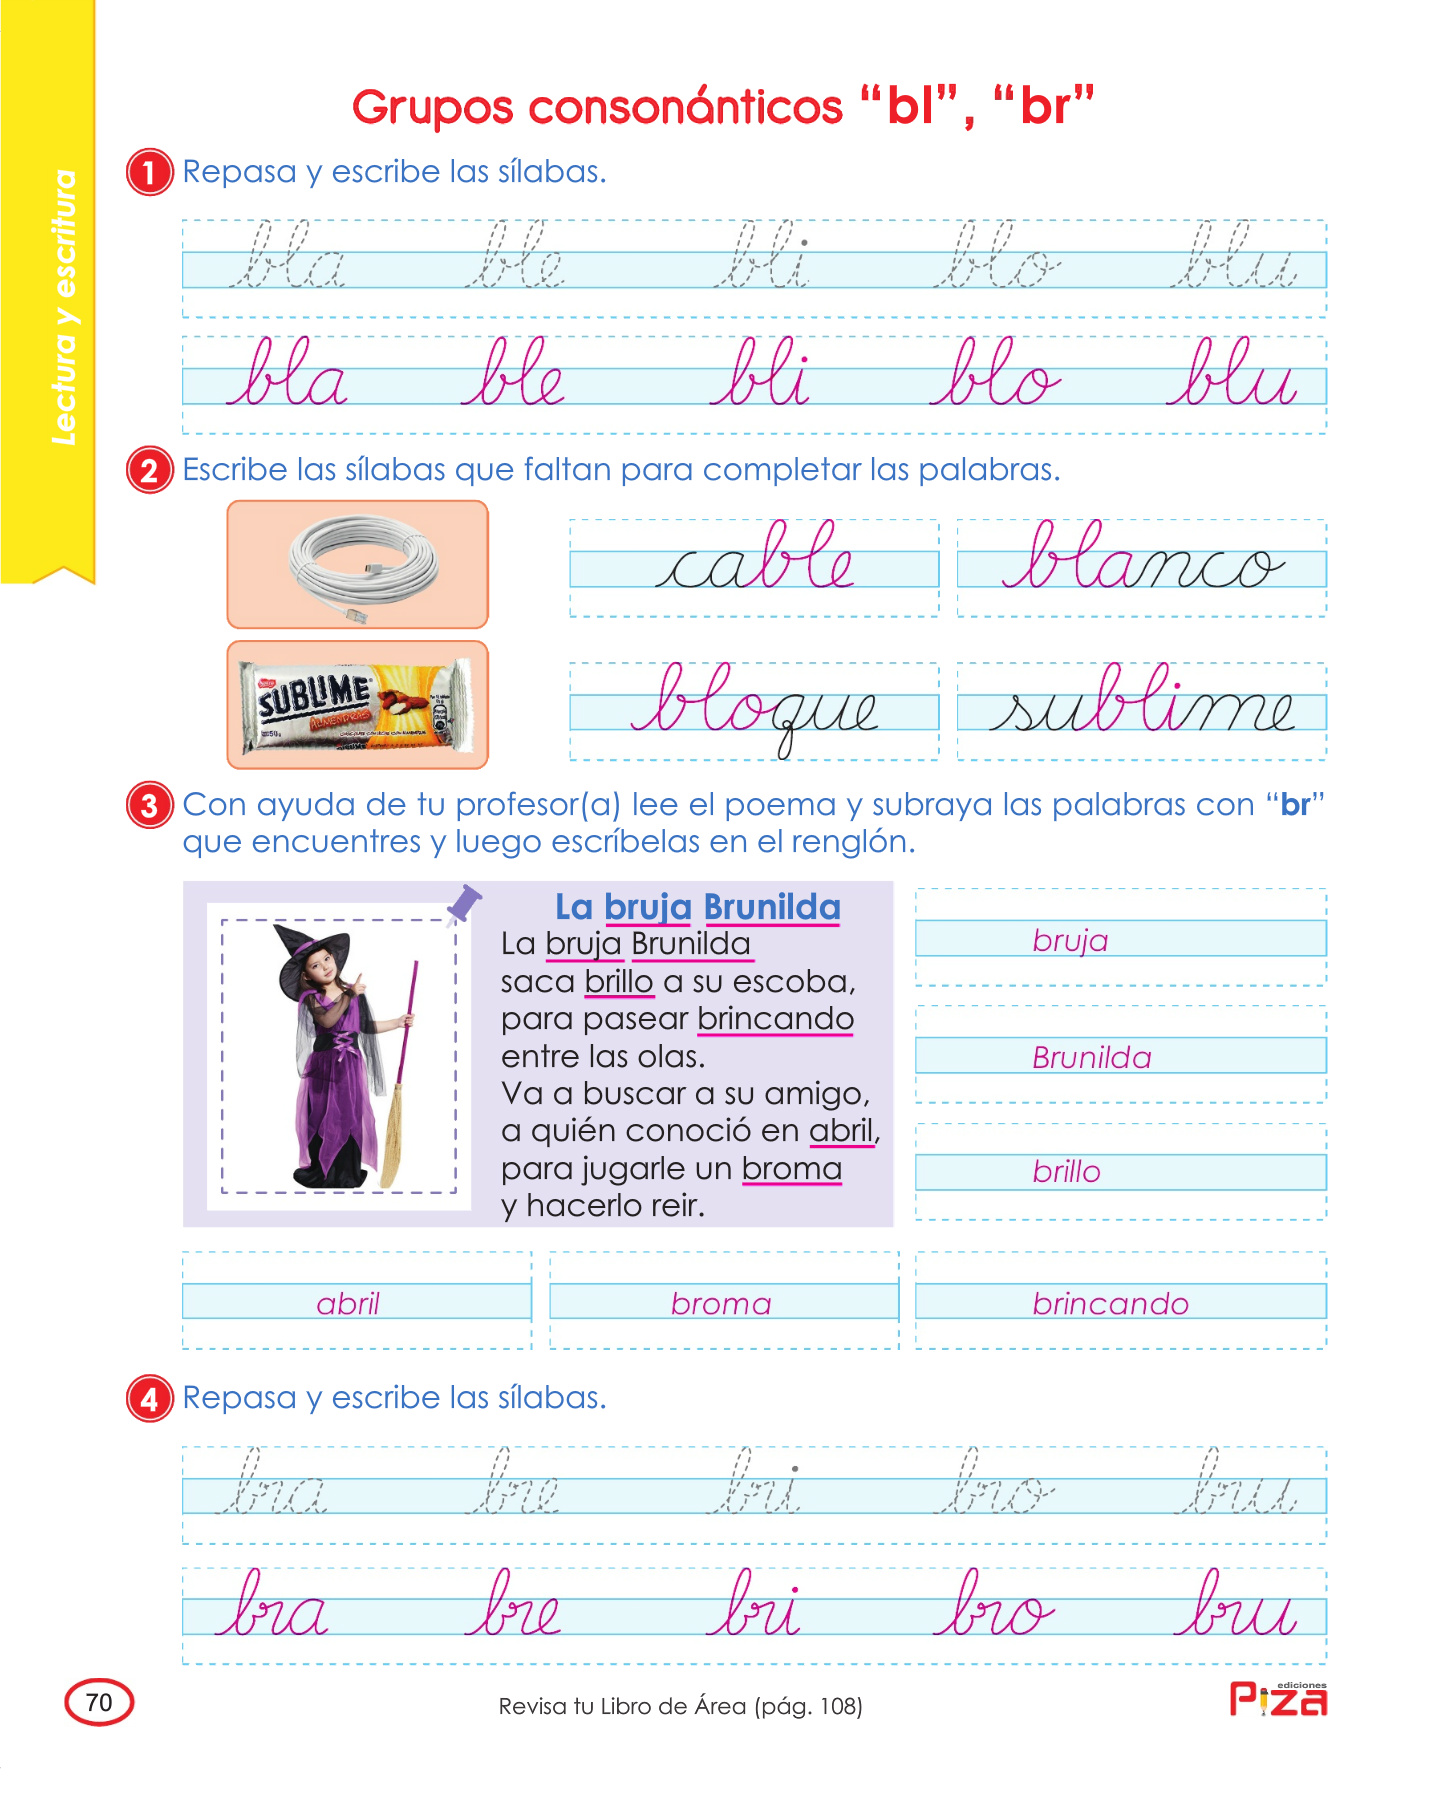 Lectura y escritura
Grupos consonánticos “bl”, “br”
1 Repasa y escribe las sílabas.
bla ble bli blo blu
bla ble bli blo blu
2 Escribe las sílabas que faltan para completar las palabras.
cable blanco
SUBLIME
ALMENDRAS
bloque sublime
3 Con ayuda de tu profesor(a) lee el poema y subraya las palabras con “br”
que encuentres y luego escríbelas en el renglón.
La bruja Brunilda
La bruja Brunilda
saca brillo a su escoba,
para pasear brincando
entre las olas.
Va a buscar a su amigo,
a quién conoció en abril,
para jugarle un broma
y hacerlo reir.
bruja
Brunilda
brillo
abril broma brincando
4 Repasa y escribe las sílabas.
bra bre bri bro bru
bra bre bri bro bru
70
Revisa tu Libro de Área (pág. 108)
ediciones
Piza